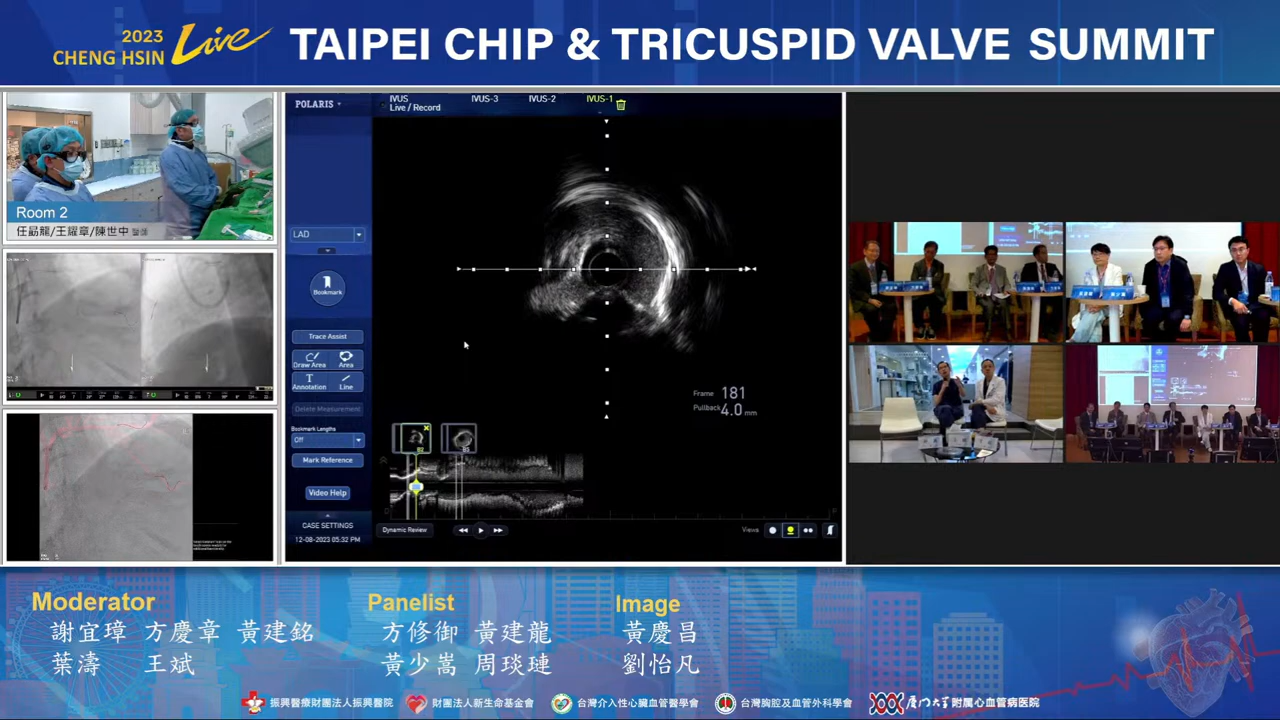 2023
CHENG HSIN Live
TAIPEI CHIP & TRICUSPID VALVE SUMMIT
Room 2
任勗龍/王耀章/陳世中 醫師
POLARIS
IVUS
Live / Record
IVUS-3
IVUS-2
IVUS-1
LAD
Bookmark
Trace Assist
Draw Area
Area
Annotation
Line
Delete Measurement
Bookmark Lengths
Off
Mark Reference
Video Help
CASE SETTINGS
12-08-2023 05:32 PM
Frame 181
Pullback 4.0 mm
Dynamic Review
Views
Moderator
謝宜璋 方慶章 黃建銘
葉濤 王斌
Panelist
方修御 黃建龍
黃少嵩 周琰璉
Image
黃慶昌
劉怡凡
振興醫療財團法人振興醫院
財團法人新生命基金會
台灣介入性心臟血管醫學會
台灣胸腔及血管外科學會
厦门大学附属心血管病医院